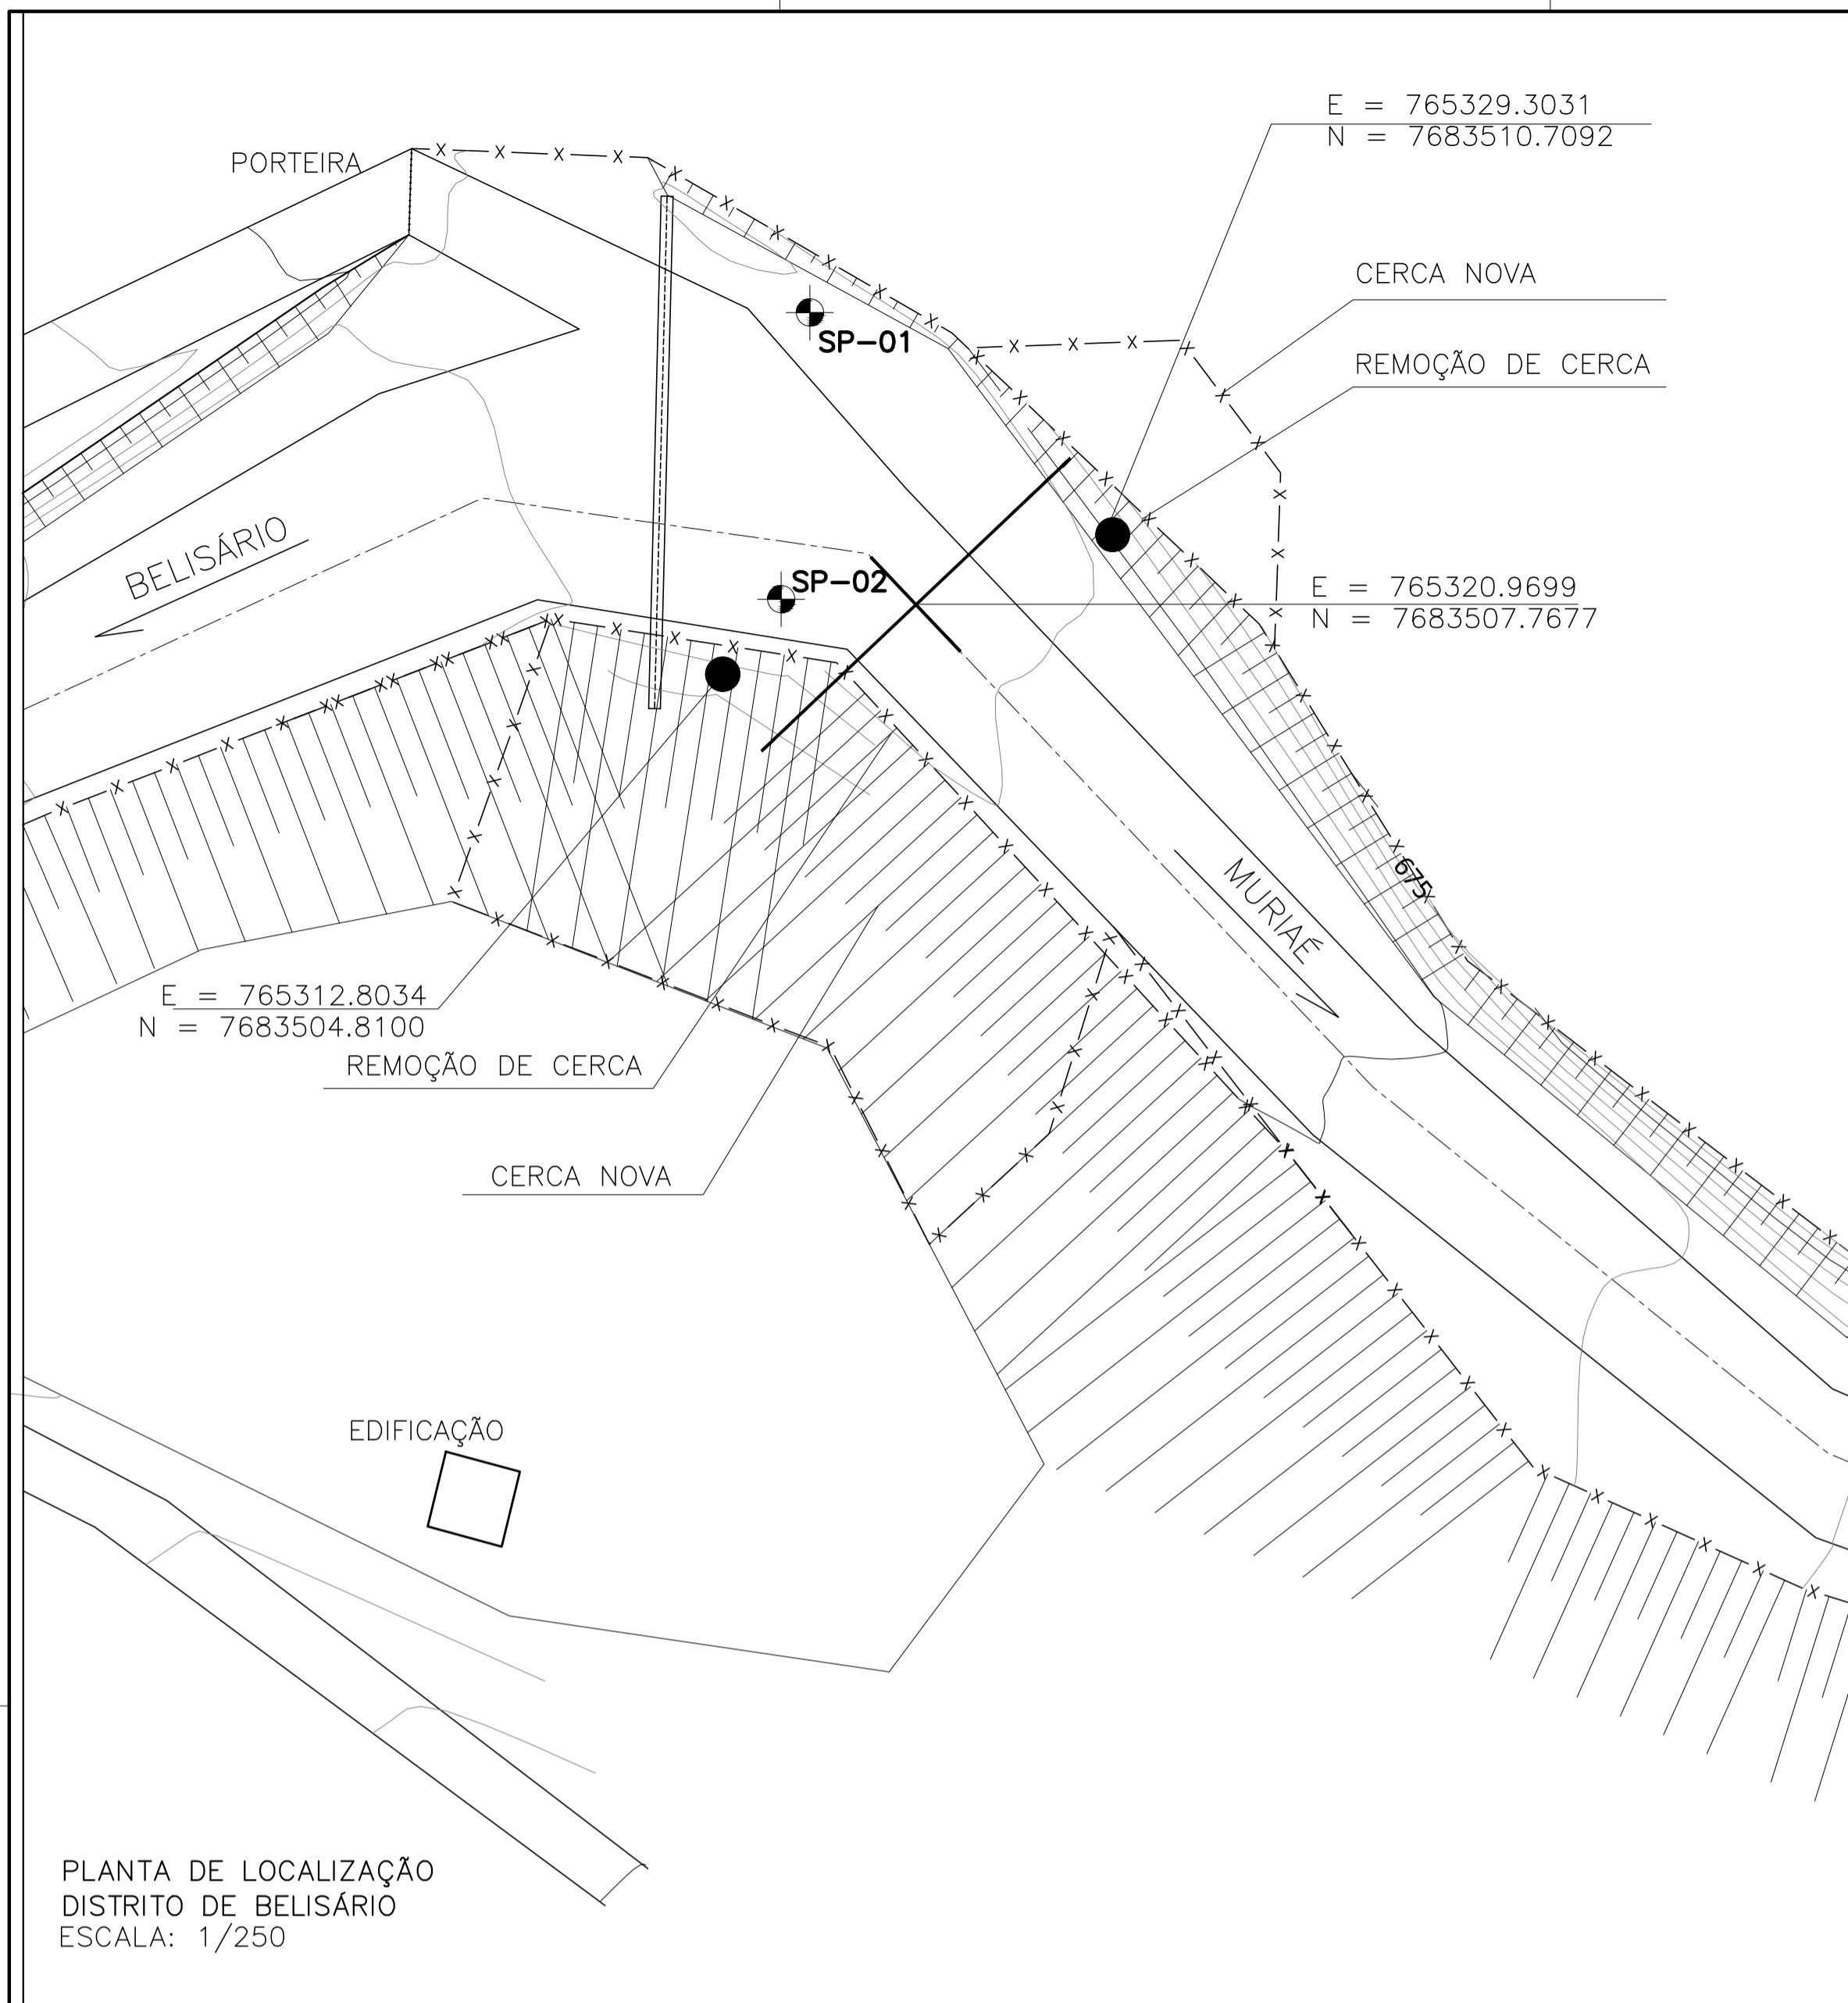 E = 765329.3031
N = 7683510.7092
PORTEIRA
CERCA NOVA
SP-01
REMOÇÃO DE CERCA
BELISÁRIO
SP-02
E = 765320.9699
N = 7683507.7677
675
MURIAÉ
E = 765312.8034
N = 7683504.8100
REMOÇÃO DE CERCA
CERCA NOVA
EDIFICAÇÃO
PLANTA DE LOCALIZAÇÃO
DISTRITO DE BELISÁRIO
ESCALA: 1/250